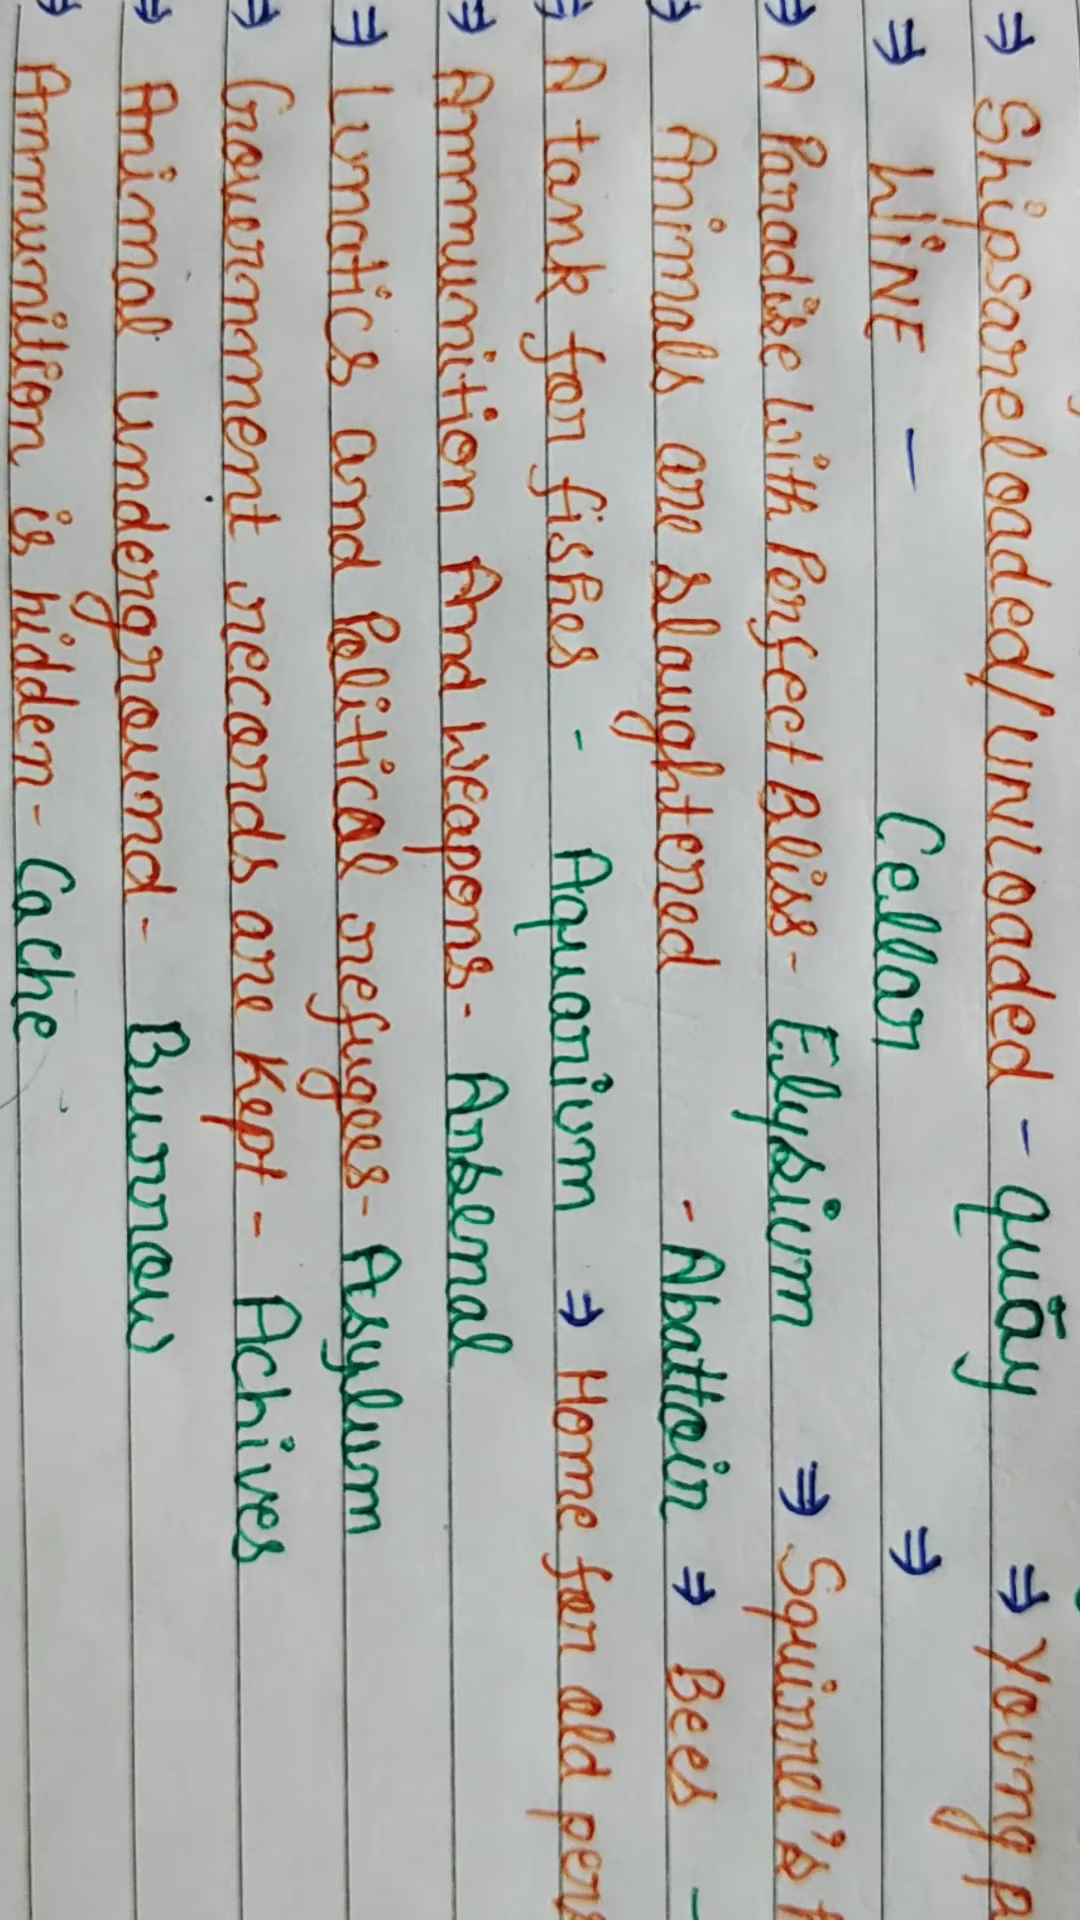 ⇒ Shipsareloaded/UNloaded - quay ⇒ Young
⇒ WiNE - Cellar ⇒
⇒ A Paradise with Perfect Bliss - Elysium ⇒ Squirrel's
Animals are slaughtered - Abattoir ⇒ Bees -
A tank for fishes - Aquarium ⇒ Home for old
⇒ Ammunition And weapons - Arsenal
⇒ Lunatics and Political refugees - Asylum
⇒ Government records are Kept - Achives
⇒ Animal underground - Burrow
Ammunition is hidden - Cache